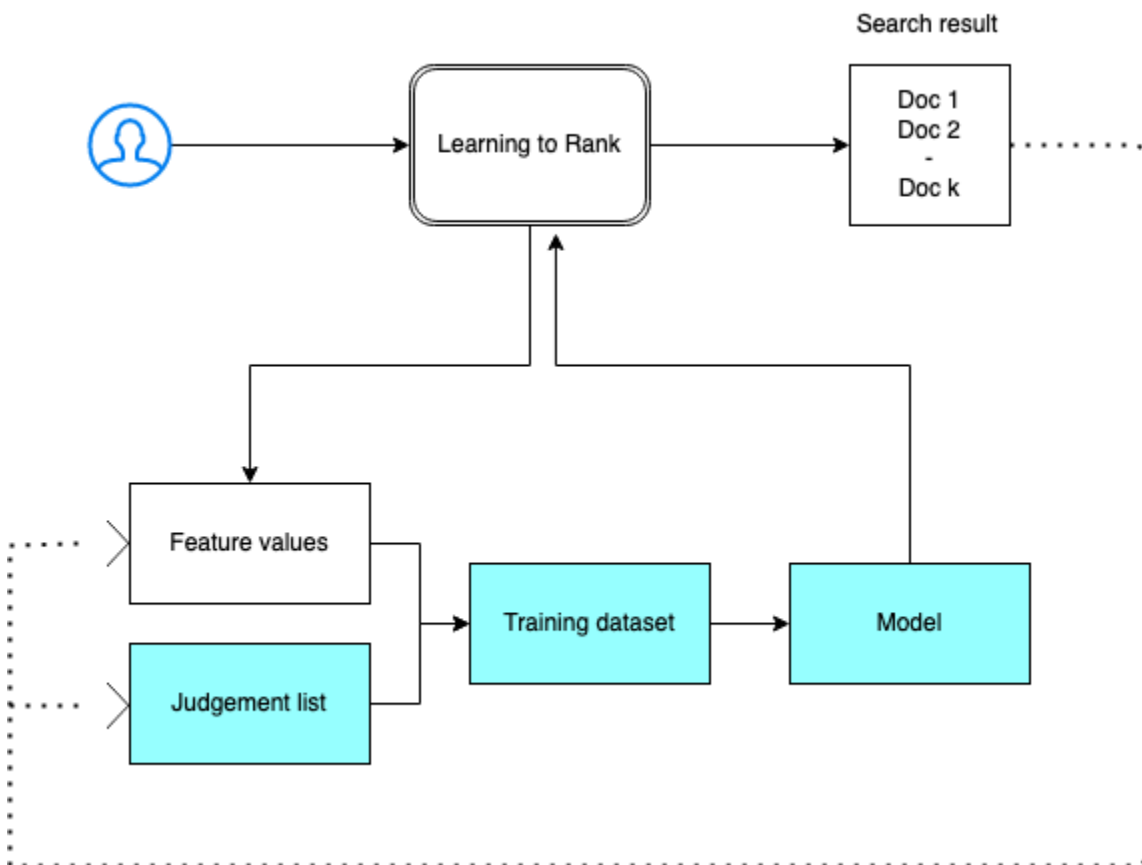 Search result
Learning to Rank
Doc 1
Doc 2
-
Doc k
Feature values
Training dataset
Model
Judgement list